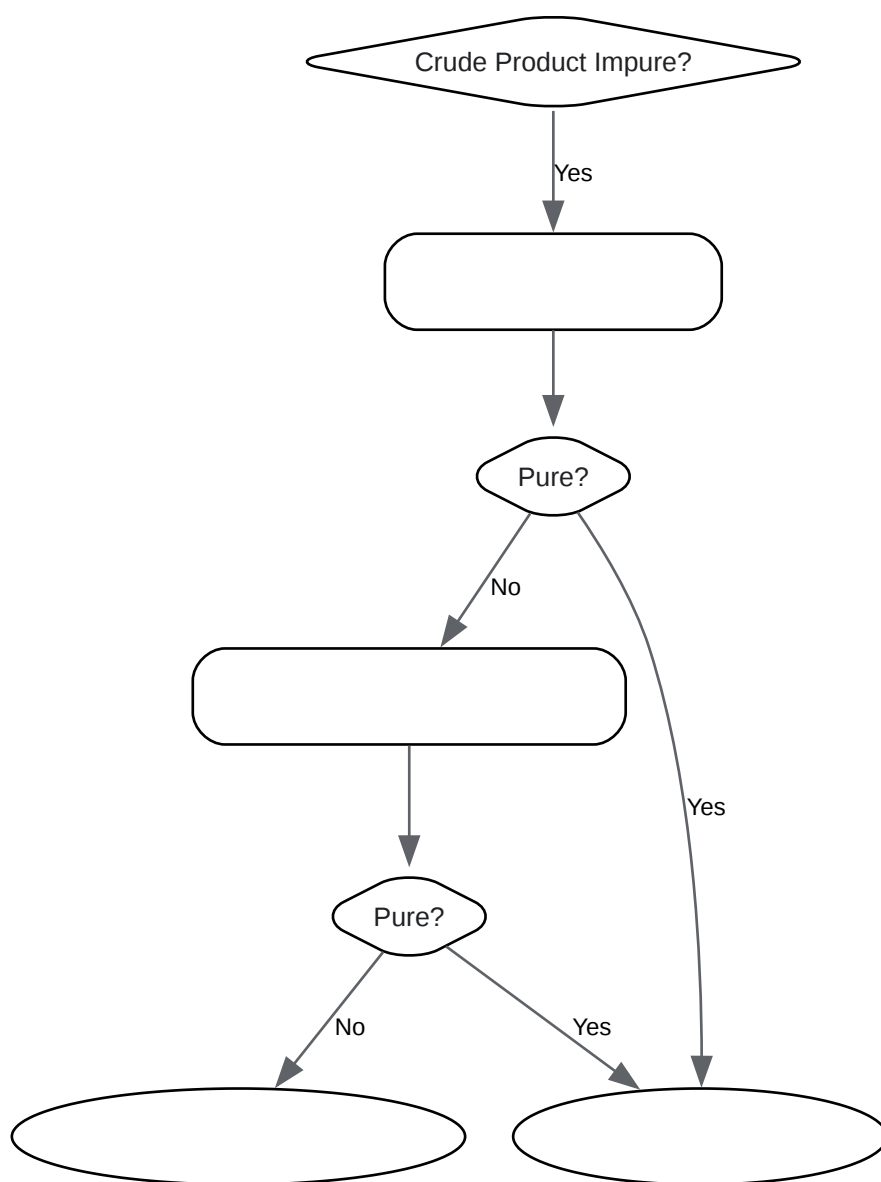 Crude Product Impure?
Yes
Pure?
No
Yes
Pure?
No
Yes